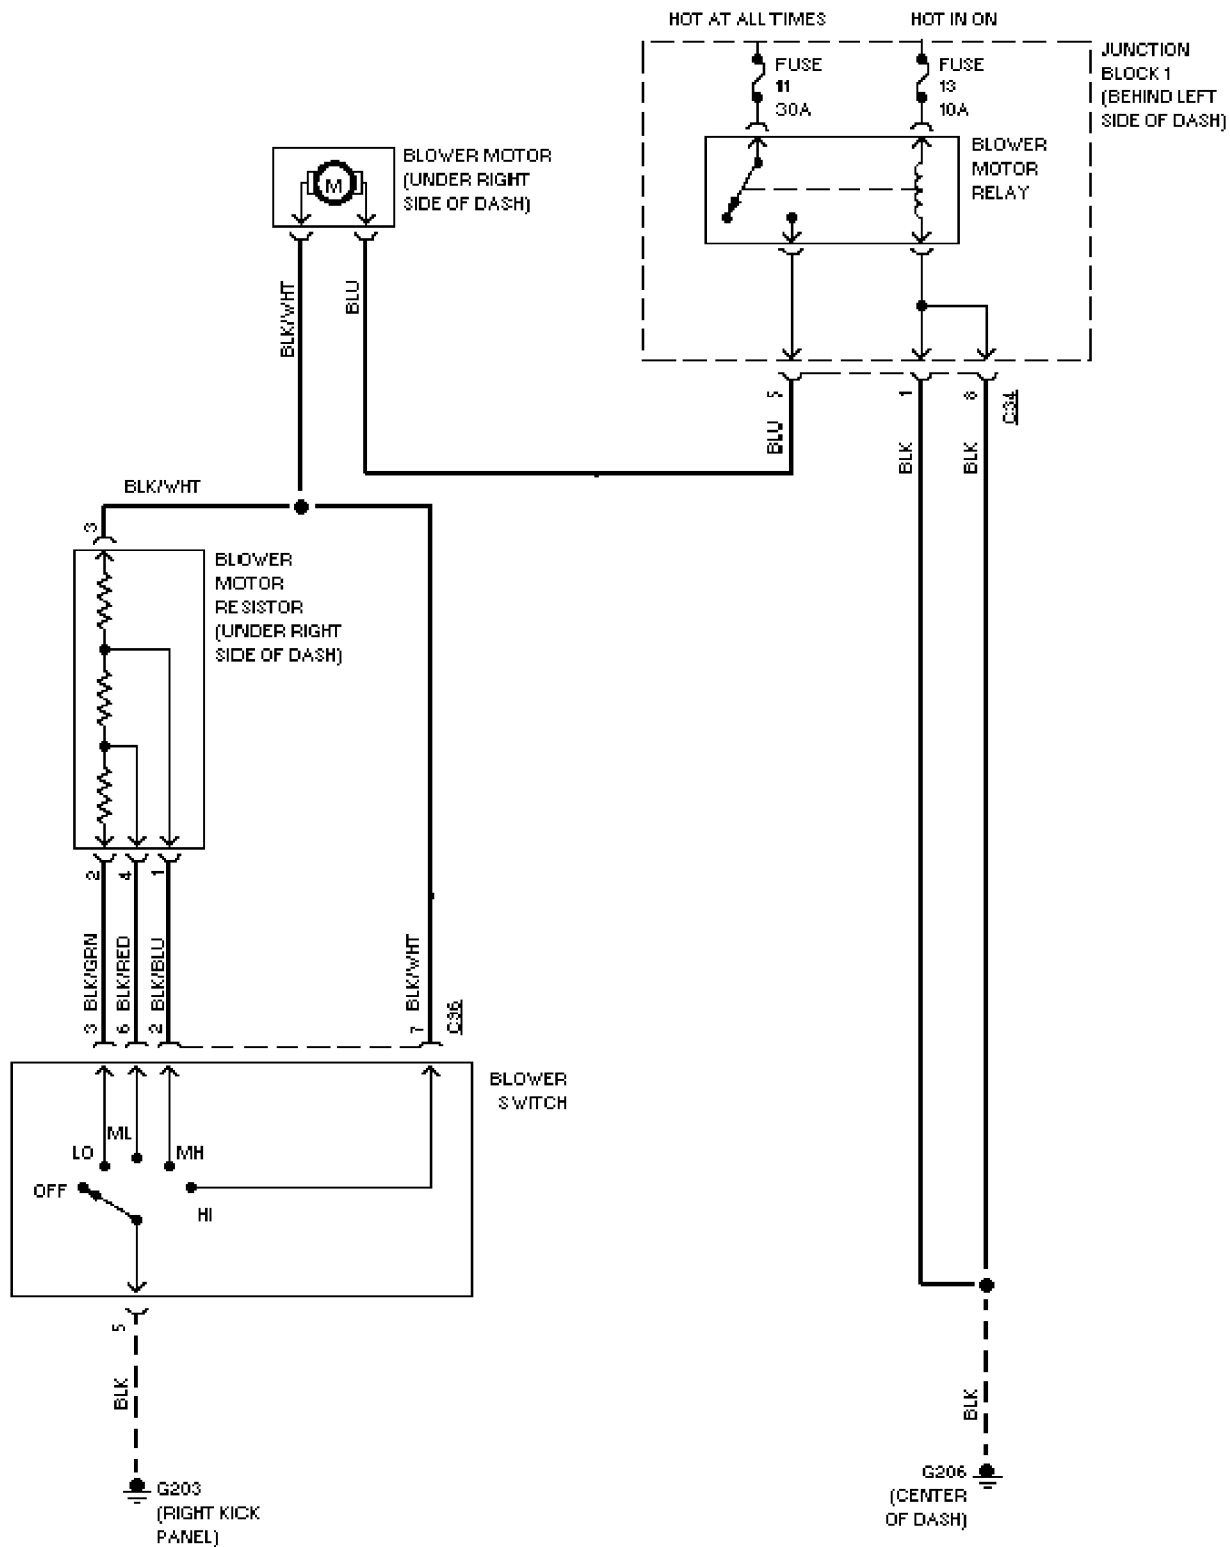 HOT AT ALL TIMES
HOT IN ON
FUSE
11
30A
FUSE
13
10A
JUNCTION
BLOCK 1
(BEHIND LEFT
SIDE OF DASH)
BLOWER
MOTOR
RELAY
M
BLOWER MOTOR
(UNDER RIGHT
SIDE OF DASH)
BLK/WHT
BLU
5
1
8
C34
BLU
BLK
BLK
BLK/WHT
3
BLOWER
MOTOR
RESISTOR
(UNDER RIGHT
SIDE OF DASH)
2
4
1
BLK/GRN
BLK/RED
BLK/BLU
BLK/WHT
3
6
2
7
C36
BLOWER
SWITCH
LO
ML
MH
OFF
HI
5
BLK
BLK
G203
(RIGHT KICK
PANEL)
G206
(CENTER
OF DASH)